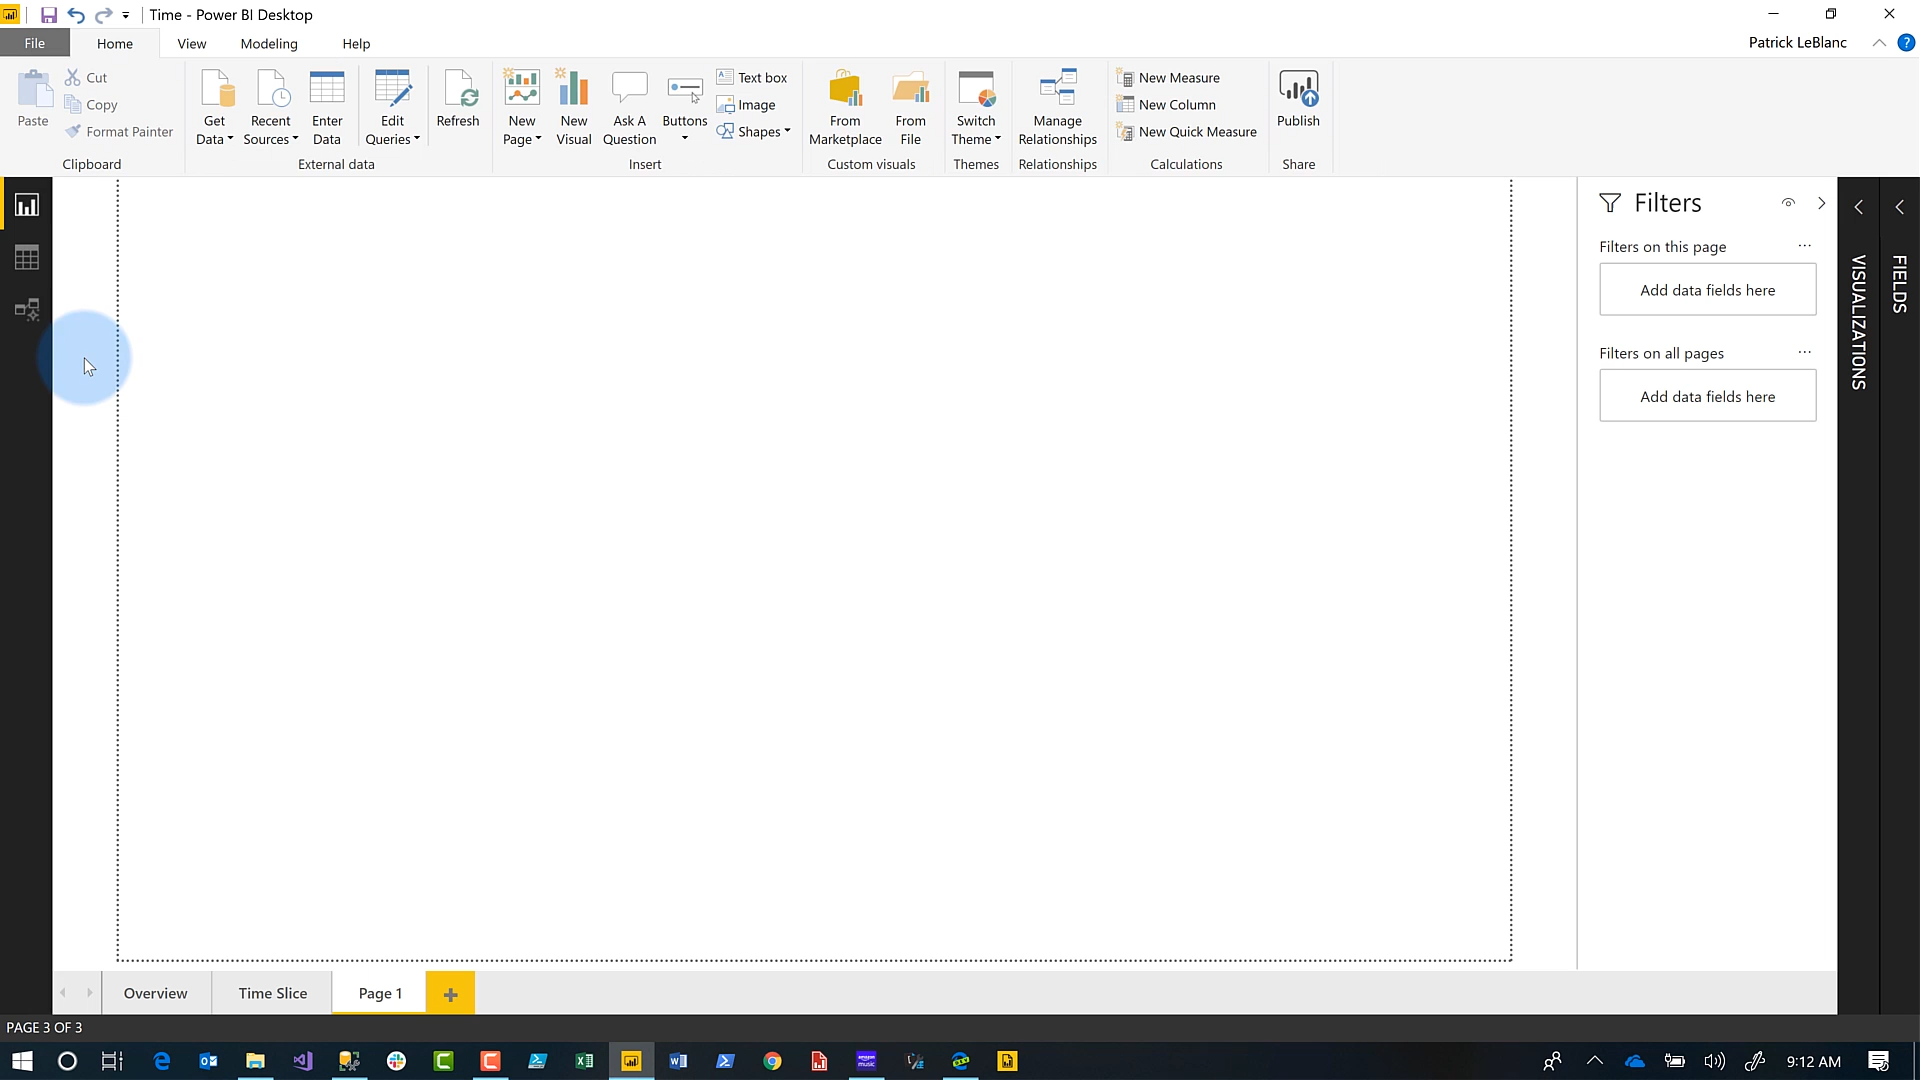 Time - Power BI Desktop
File
Home
View
Modeling
Help
Patrick LeBlanc
?
Paste
Cut
Copy
Format Painter
Clipboard
Get Data
Recent Sources
Enter Data
Edit Queries
Refresh
External data
New Page
New Visual
Ask A Question
Buttons
Text box
Image
Shapes
Insert
From Marketplace
From File
Custom visuals
Switch Theme
Themes
Manage Relationships
Relationships
New Measure
New Column
New Quick Measure
Calculations
Publish
Share
Filters
Filters on this page
...
Add data fields here
Filters on all pages
...
Add data fields here
VISUALIZATIONS
FIELDS
Overview
Time Slice
Page 1
+
PAGE 3 OF 3
9:12 AM